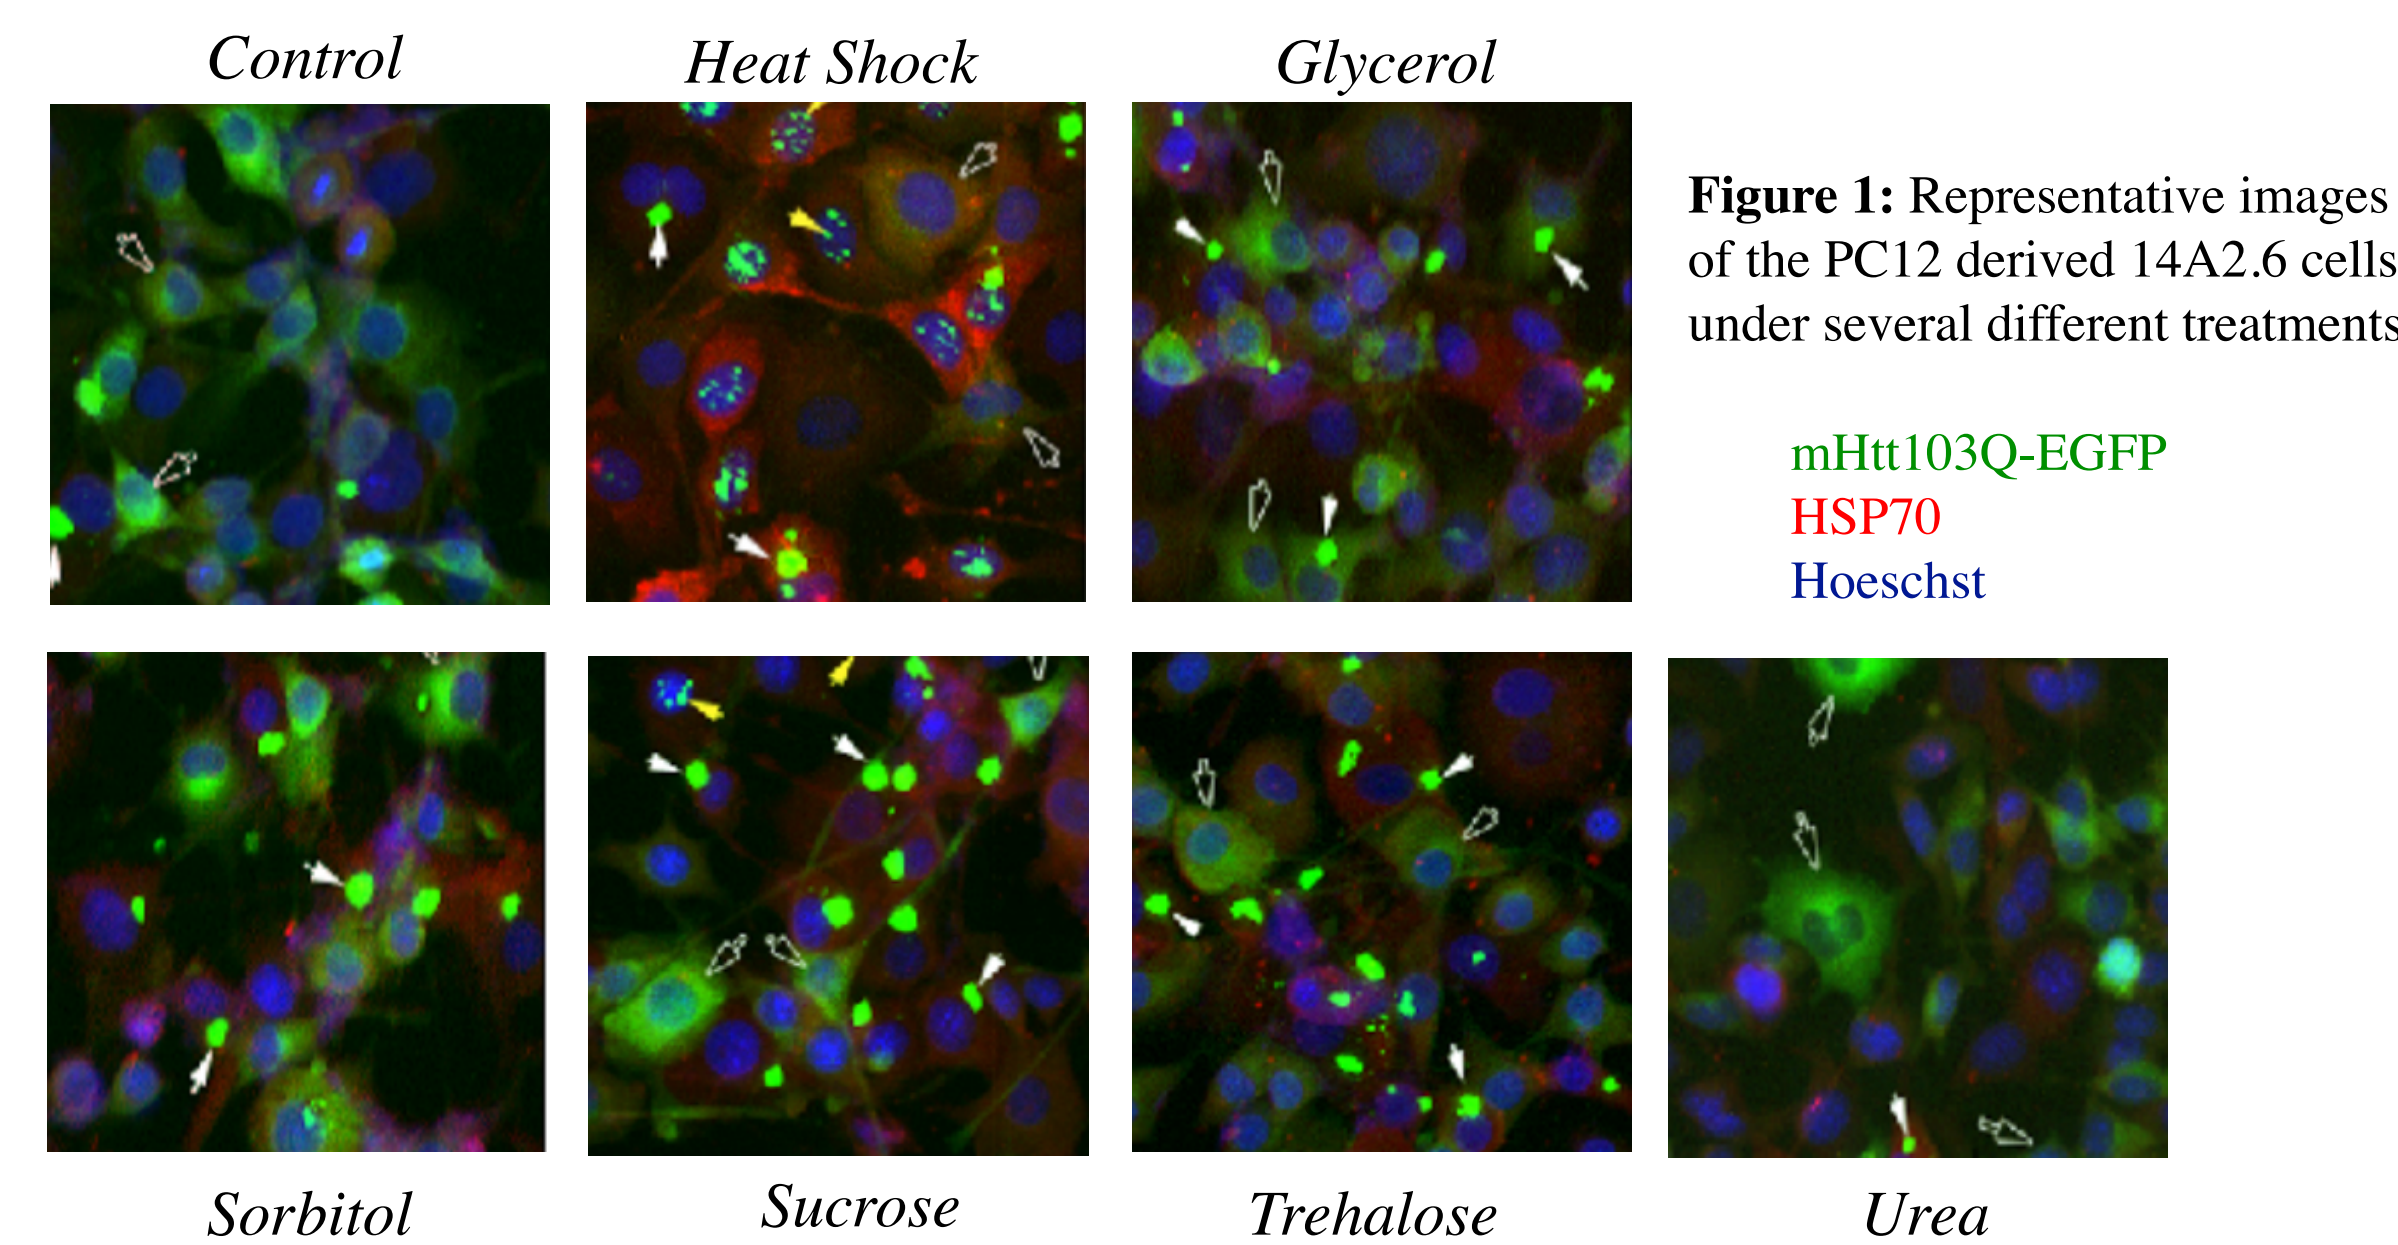 Control
Heat Shock
Glycerol
Figure 1: Representative images
of the PC12 derived 14A2.6 cells
under several different treatments
mHtt103Q-EGFP
HSP70
Hoeschst
Sorbitol
Sucrose
Trehalose
Urea